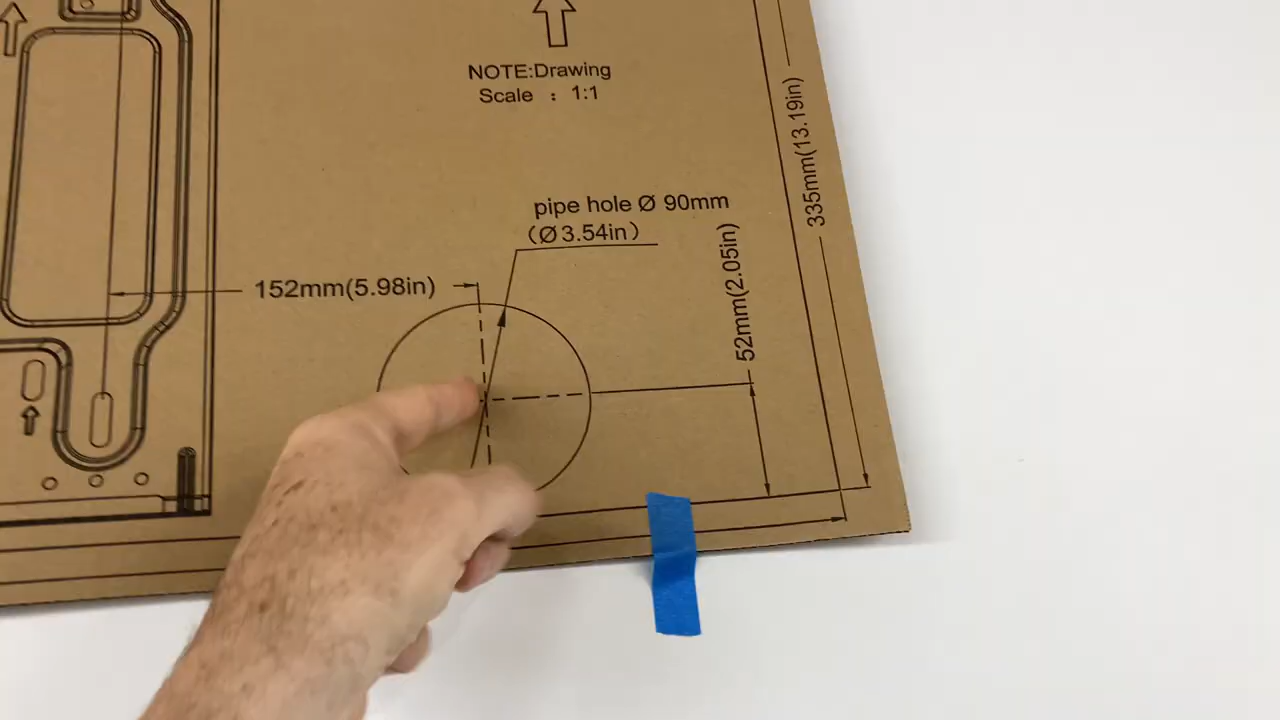 NOTE:Drawing
Scale : 1:1
335mm(13.19in)
pipe hole Ø 90mm
(Ø3.54in)
152mm(5.98in)
52mm(2.05in)